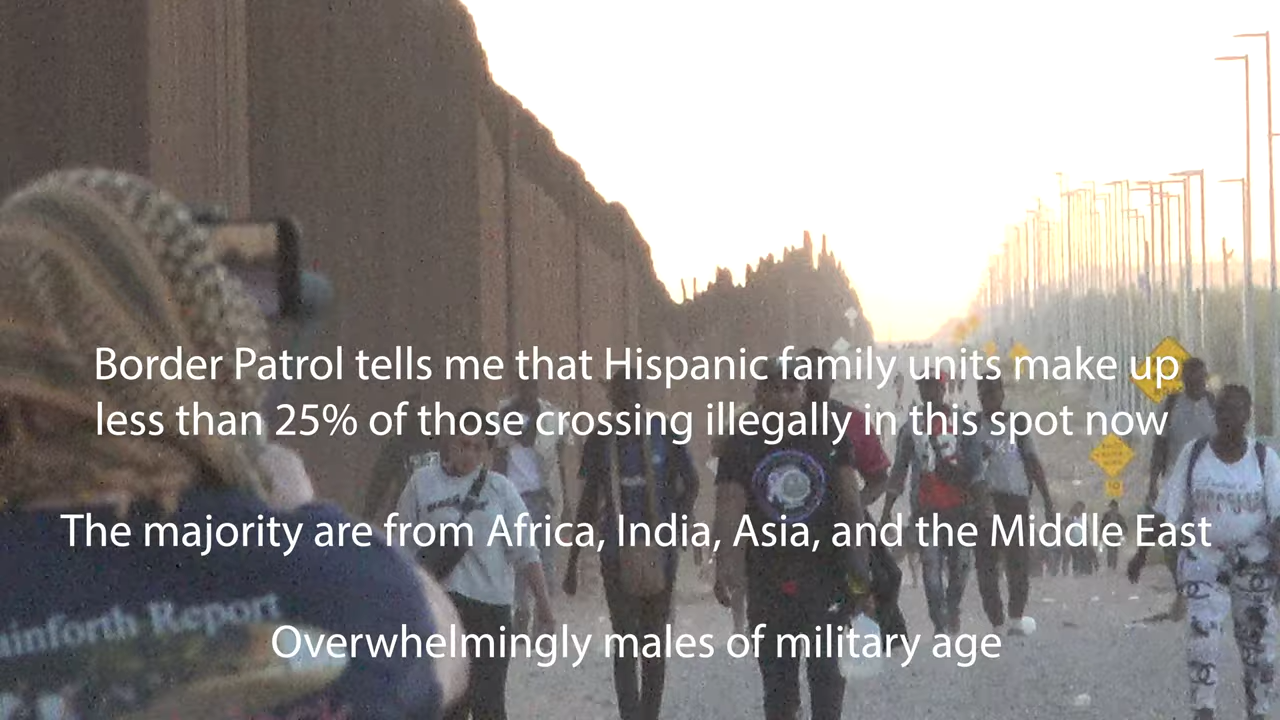 Border Patrol tells me that Hispanic family units make up
less than 25% of those crossing illegally in this spot now
The majority are from Africa, India, Asia, and the Middle East
Overwhelmingly males of military age
Report